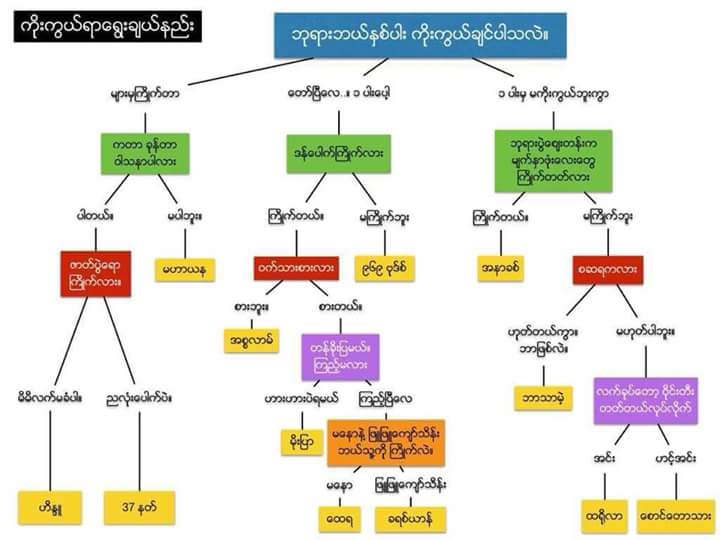 ကိုးကွယ်ရာရွေးချယ်နည်း
ဘုရားဘယ်နှစ်ပါး ကိုးကွယ်ချင်ပါသလဲ။
များမှကြိုက်တာ
တော်ပြီလေ..။ ၁ ပါးပေါ့
၁ ပါးမှ မကိုးကွယ်ဘူးကွာ
ကတာ ခုန်တာ
ဝါသနာပါလား
ဒန်ပေါက်ကြိုက်လား
ဘုရားပွဲဈေးတန်းက
မျက်နှာဖုံးလေးတွေ
ကြိုက်တတ်လား
ပါတယ်။
မပါဘူး။
ကြိုက်တယ်။
မကြိုက်ဘူး
ကြိုက်တယ်။
မကြိုက်ဘူး
ဇာတ်ပွဲရော
ကြိုက်လား။
မဟာယန
ဝက်သားစားလား
၉၆၉ ဗုဒ္ဓစ်
အနာခစ်
စဆရကလား
စားဘူး။
စားတယ်။
ဟုတ်တယ်ကွာ။
ဘာဖြစ်လဲ။
မဟုတ်ပါဘူး။
အစ္စလာမ်
တန်ခိုးပြမယ်။
ကြည့်မလား
မိမိလက်မခံပါ။
ညလုံးပေါက်ပဲ။
ဟားဟားပဲရမယ်
ကြည့်ပြီလေ
ဘာသာမဲ့
လက်ခုပ်တော့ ဝိုင်းတီး
တတ်တယ်လုပ်လိုက်
မိုးပြာ
မနောနဲ့ ဖြူဖြူကျော်သိန်း
ဘယ်သူ့ကို ကြိုက်လဲ။
အင်း
ဟင့်အင်း
မနော
ဖြူဖြူကျော်သိန်း
ဟိန္ဒူ
37 နတ်
ထေရ
ခရစ်ယာန်
ထရိုလာ
စောင်တောသား